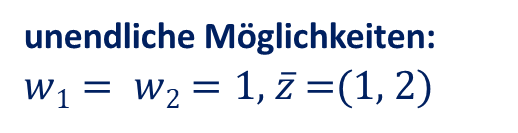 unendliche Möglichkeiten:
w₁ = w₂ = 1, z̄ =(1, 2)